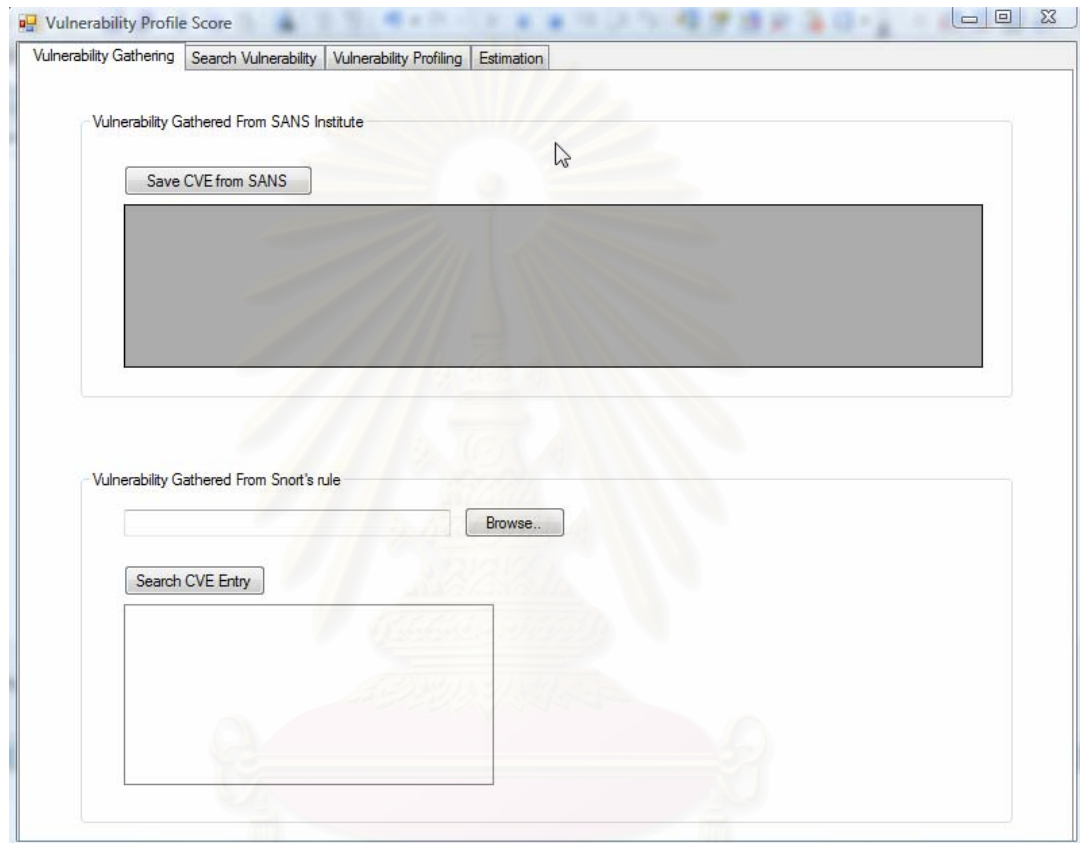 Vulnerability Profile Score
Vulnerability Gathering Search Vulnerability Vulnerability Profiling Estimation
Vulnerability Gathered From SANS Institute
Save CVE from SANS
Vulnerability Gathered From Snort's rule
Browse..
Search CVE Entry